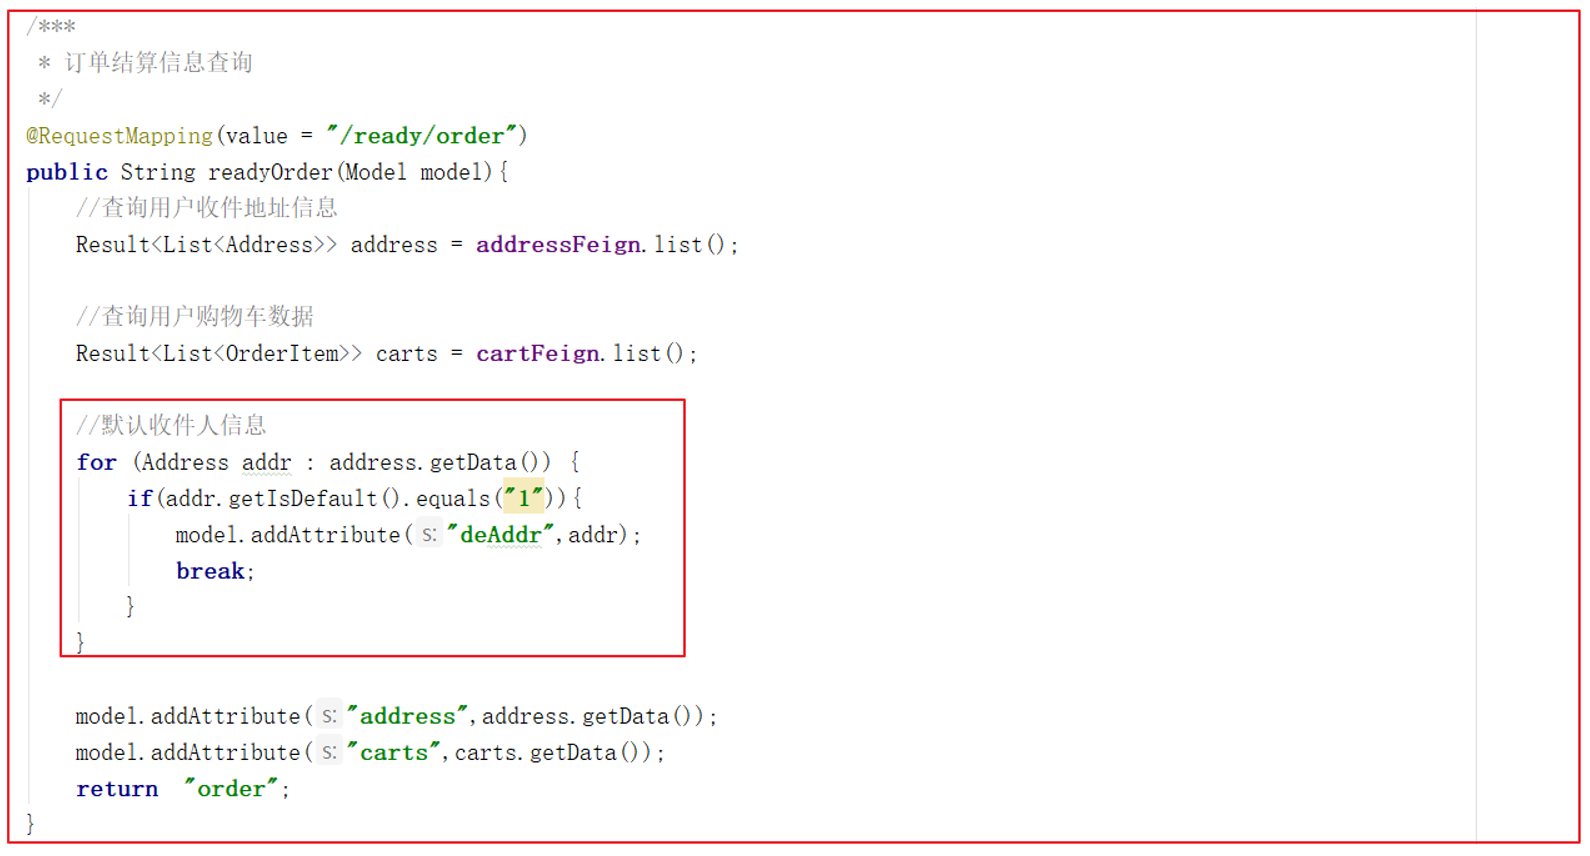 /***
* 订单结算信息查询
*/
@RequestMapping(value = "/ready/order")
public String readyOrder(Model model){
//查询用户收件地址信息
Result<List<Address>> address = addressFeign.list();
//查询用户购物车数据
Result<List<OrderItem>> carts = cartFeign.list();
//默认收件人信息
for (Address addr : address.getData()) {
if(addr.getIsDefault().equals("1")){
model.addAttribute( s: "deAddr",addr);
break;
}
}
model.addAttribute( s: "address",address.getData());
model.addAttribute( s: "carts",carts.getData());
return "order";
}